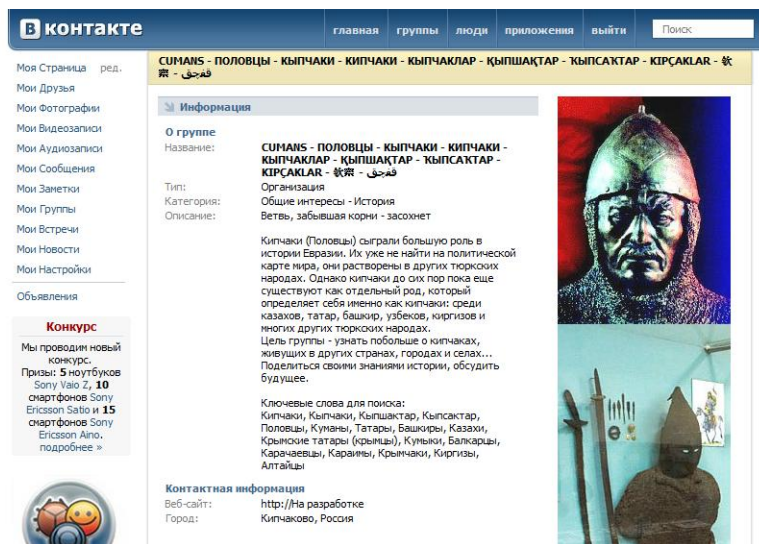 В контакте
главная группы люди приложения выйти Поиск
Моя Страница ред.
Мои Друзья
Мои Фотографии
Мои Видеозаписи
Мои Аудиозаписи
Мои Сообщения
Мои Заметки
Мои Группы
Мои Встречи
Мои Новости
Мои Настройки
Объявления
Конкурс
Мы проводим новый
конкурс.
Призы: 5 ноутбуков
Sony Vaio Z, 10
смартфонов Sony
Ericsson Satio и 15
смартфонов Sony
Ericsson Aino.
подробнее »
CUMANS - ПОЛОВЦЫ - КЫПЧАКИ - КИПЧАКИ - КЫПЧАКЛАР - ҚЫПШАҚТАР - ҠЫПСАҠТАР - KIPÇAKLAR - 欽
察 - قفجق
Информация
О группе
Название: CUMANS - ПОЛОВЦЫ - КЫПЧАКИ - КИПЧАКИ -
КЫПЧАКЛАР - ҚЫПШАҚТАР - ҠЫПСАҠТАР -
KIPÇAKLAR - 欽察 - قفجق
Тип: Организация
Категория: Общие интересы - История
Описание: Ветвь, забывшая корни - засохнет
Кипчаки (Половцы) сыграли большую роль в
истории Евразии. Их уже не найти на политической
карте мира, они растворены в других тюркских
народах. Однако кипчаки до сих пор пока еще
существуют как отдельный род, который
определяет себя именно как кипчаки: среди
казахов, татар, башкир, узбеков, киргизов и
многих других тюркских народах.
Цель группы - узнать побольше о кипчаках,
живущих в других странах, городах и селах...
Поделиться своими знаниями истории, обсудить
будущее.
Ключевые слова для поиска:
Кипчаки, Кыпчаки, Кыпшактар, Кыпсактар,
Половцы, Куманы, Татары, Башкиры, Казахи,
Крымские татары (крымцы), Кумыки, Балкарцы,
Карачаевцы, Караимы, Крымчаки, Киргизы,
Алтайцы
Контактная информация
Веб-сайт: http://На разработке
Город: Кипчаково, Россия